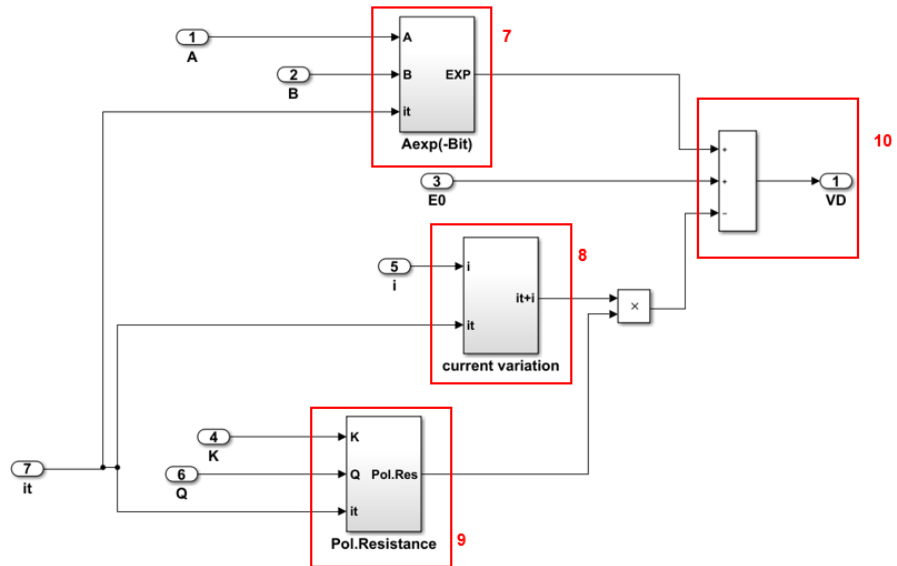 1
A
A
7
2
B
B
EXP
it
Aexp(-Bit)
10
+
3
E0
+
1
VD
−
8
5
i
i
it+i
×
it
current variation
4
K
K
7
it
6
Q
Q
Pol.Res
it
Pol.Resistance
9